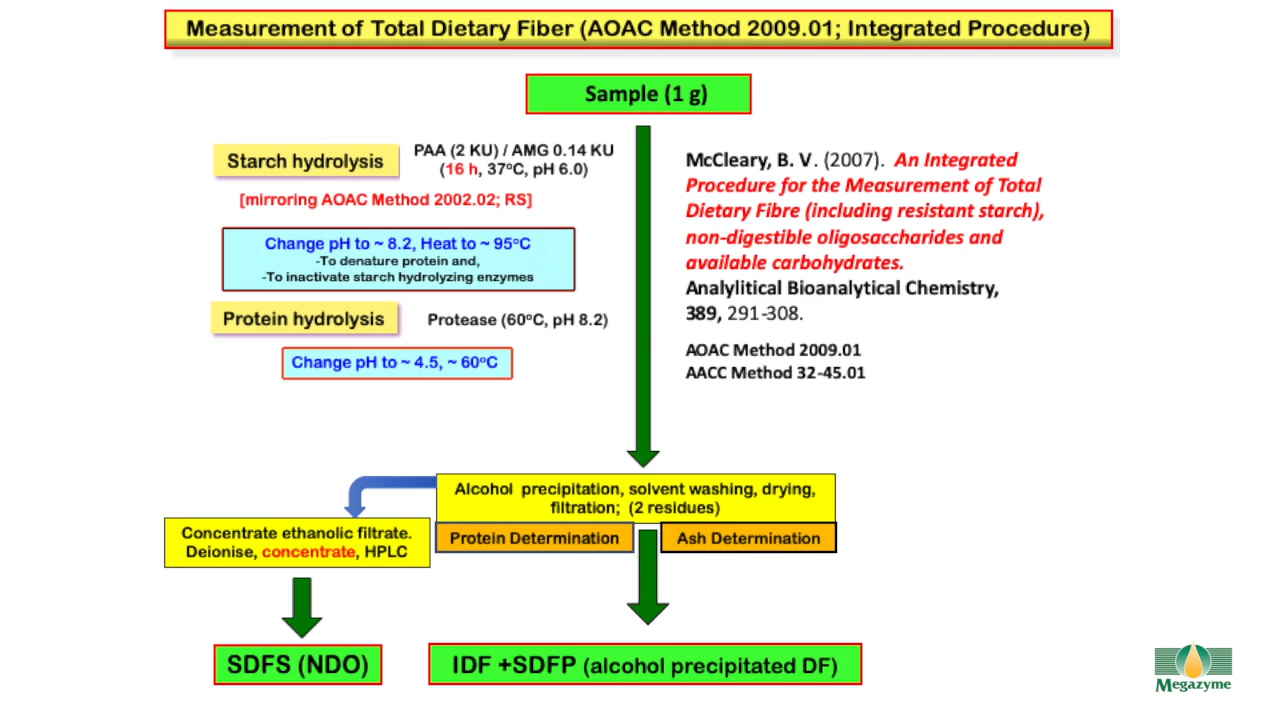 Measurement of Total Dietary Fiber (AOAC Method 2009.01; Integrated Procedure)
Sample (1 g)
Starch hydrolysis
PAA (2 KU) / AMG 0.14 KU
(16 h, 37°C, pH 6.0)
[mirroring AOAC Method 2002.02; RS]
Change pH to ~ 8.2, Heat to ~ 95°C
-To denature protein and,
-To inactivate starch hydrolyzing enzymes
Protein hydrolysis
Protease (60°C, pH 8.2)
Change pH to ~ 4.5, ~ 60°C
McCleary, B. V. (2007). An Integrated
Procedure for the Measurement of Total
Dietary Fibre (including resistant starch),
non-digestible oligosaccharides and
available carbohydrates.
Analylitical Bioanalytical Chemistry,
389, 291-308.
AOAC Method 2009.01
AACC Method 32-45.01
Alcohol precipitation, solvent washing, drying,
filtration; (2 residues)
Protein Determination
Ash Determination
Concentrate ethanolic filtrate.
Deionise, concentrate, HPLC
SDFS (NDO)
IDF +SDFP (alcohol precipitated DF)
Megazyme